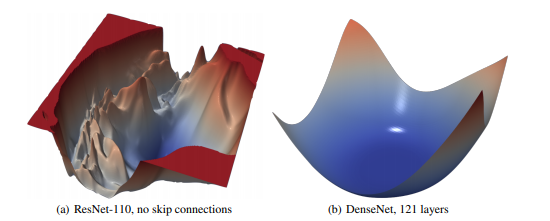 (a) ResNet-110, no skip connections
(b) DenseNet, 121 layers